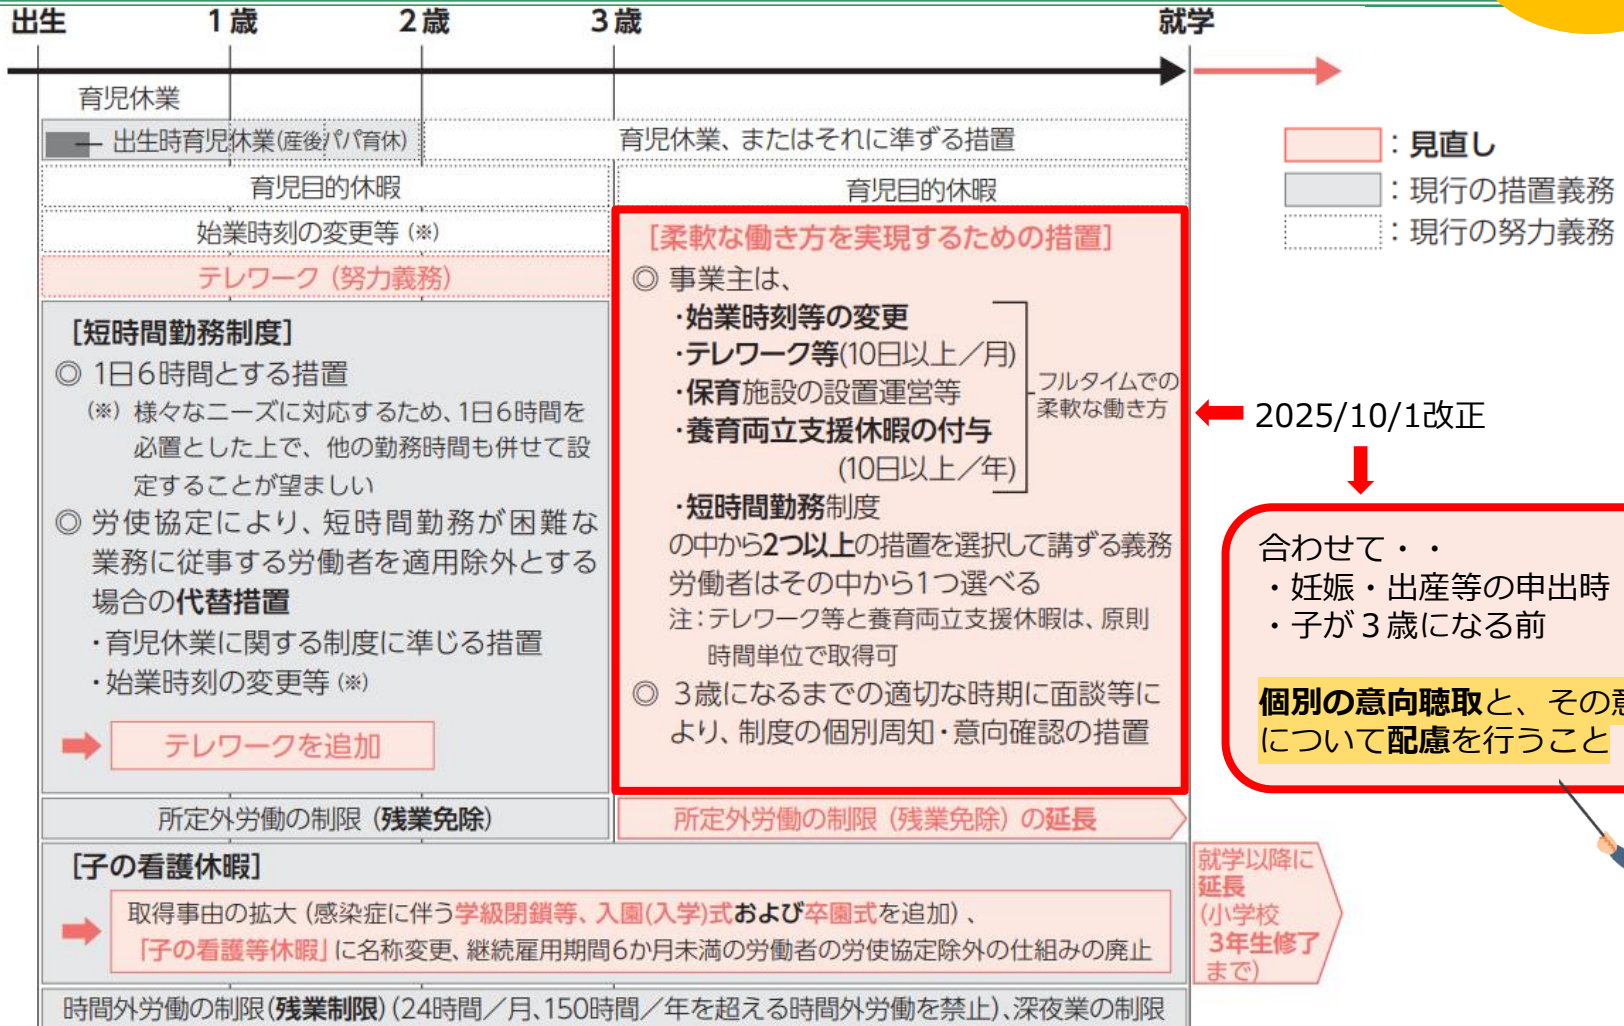 出生 1歳 2歳 3歳 就学
育児休業
出生時育児休業(産後パパ育休)
育児休業、またはそれに準ずる措置
育児目的休暇
育児目的休暇
始業時刻の変更等(※)
テレワーク(努力義務)
[短時間勤務制度]
◎ 1日6時間とする措置
(※) 様々なニーズに対応するため、1日6時間を
必置とした上で、他の勤務時間も併せて設
定することが望ましい
◎ 労使協定により、短時間勤務が困難な
業務に従事する労働者を適用除外とする
場合の代替措置
・育児休業に関する制度に準じる措置
・始業時刻の変更等(※)
テレワークを追加
[柔軟な働き方を実現するための措置]
◎ 事業主は、
・始業時刻等の変更
・テレワーク等(10日以上/月)
・保育施設の設置運営等
・養育両立支援休暇の付与
(10日以上/年)
フルタイムでの
柔軟な働き方
・短時間勤務制度
の中から2つ以上の措置を選択して講ずる義務
労働者はその中から1つ選べる
注:テレワーク等と養育両立支援休暇は、原則
時間単位で取得可
◎ 3歳になるまでの適切な時期に面談等に
より、制度の個別周知・意向確認の措置
所定外労働の制限(残業免除)
所定外労働の制限(残業免除)の延長
[子の看護休暇]
取得事由の拡大(感染症に伴う学級閉鎖等、入園(入学)式および卒園式を追加)、
「子の看護等休暇」に名称変更、継続雇用期間6か月未満の労働者の労使協定除外の仕組みの廃止
就学以降に
延長
(小学校
3年生修了
まで)
時間外労働の制限(残業制限)(24時間/月、150時間/年を超える時間外労働を禁止)、深夜業の制限
:見直し
:現行の措置義務
:現行の努力義務
2025/10/1改正
合わせて・・
・妊娠・出産等の申出時
・子が3歳になる前
個別の意向聴取と、その意
について配慮を行うこと